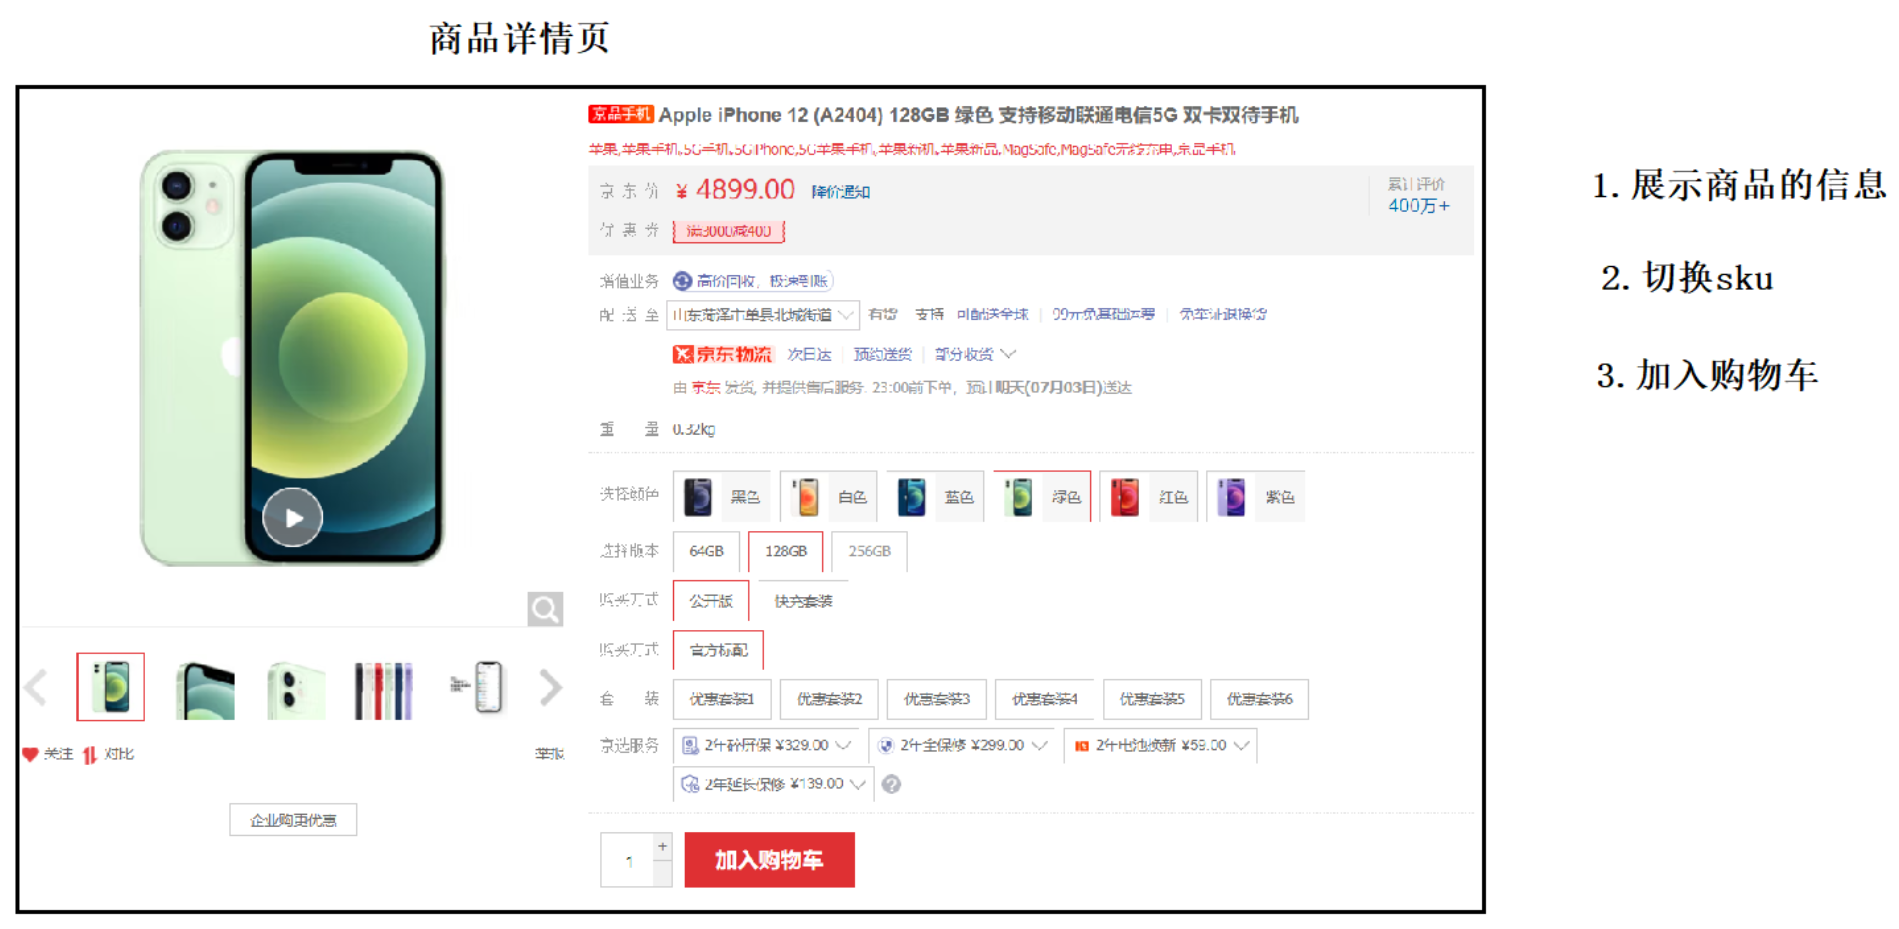 商品详情页
京品手机 Apple iPhone 12 (A2404) 128GB 绿色 支持移动联通电信5G 双卡双待手机
苹果,苹果手机,5G手机,5GiPhone,5G苹果手机,苹果新机,苹果新品,MagSafe,MagSafe无线充电,京品手机
京东价 ¥ 4899.00 降价通知
累计评价
400万+
优惠券 满3000减400
增值业务 高价回收，极速到账
配送至 山东菏泽市单县北城街道 有货 支持 可配送全球 99元免基础运费 免举证退换货
京东物流 次日达 预约送货 部分收货
由 京东 发货, 并提供售后服务. 23:00前下单，预计明天(07月03日)送达
重量 0.32kg
选择颜色 黑色 白色 蓝色 绿色 红色 紫色
选择版本 64GB 128GB 256GB
购买方式 公开版 快充套装
购买方式 官方标配
套装 优惠套装1 优惠套装2 优惠套装3 优惠套装4 优惠套装5 优惠套装6
京选服务 2年碎屏保 ¥329.00 2年全保修 ¥299.00 2年电池换新 ¥59.00
2年延长保修 ¥139.00 ?
1 + 加入购物车
关注 对比 举报
企业购更优惠
1. 展示商品的信息
2. 切换sku
3. 加入购物车